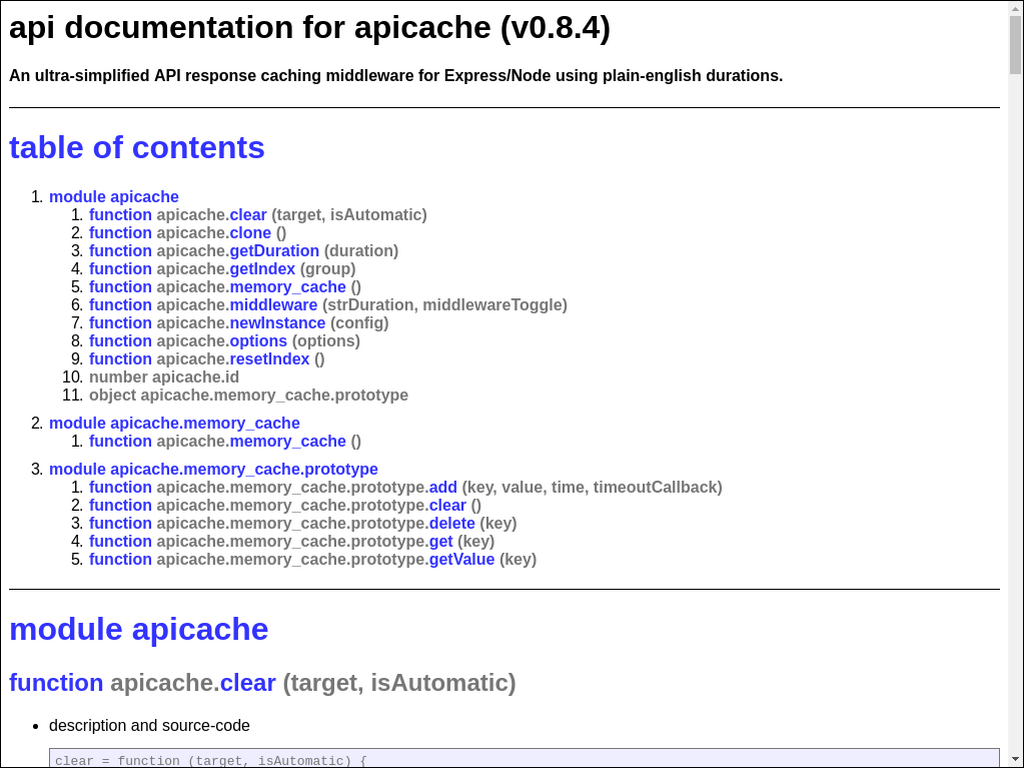 api documentation for apicache (v0.8.4)
An ultra-simplified API response caching middleware for Express/Node using plain-english durations.
table of contents
1. module apicache
1. function apicache.clear (target, isAutomatic)
2. function apicache.clone ()
3. function apicache.getDuration (duration)
4. function apicache.getIndex (group)
5. function apicache.memory_cache ()
6. function apicache.middleware (strDuration, middlewareToggle)
7. function apicache.newInstance (config)
8. function apicache.options (options)
9. function apicache.resetIndex ()
10. number apicache.id
11. object apicache.memory_cache.prototype
2. module apicache.memory_cache
1. function apicache.memory_cache ()
3. module apicache.memory_cache.prototype
1. function apicache.memory_cache.prototype.add (key, value, time, timeoutCallback)
2. function apicache.memory_cache.prototype.clear ()
3. function apicache.memory_cache.prototype.delete (key)
4. function apicache.memory_cache.prototype.get (key)
5. function apicache.memory_cache.prototype.getValue (key)
module apicache
function apicache.clear (target, isAutomatic)
• description and source-code
clear = function (target, isAutomatic) {